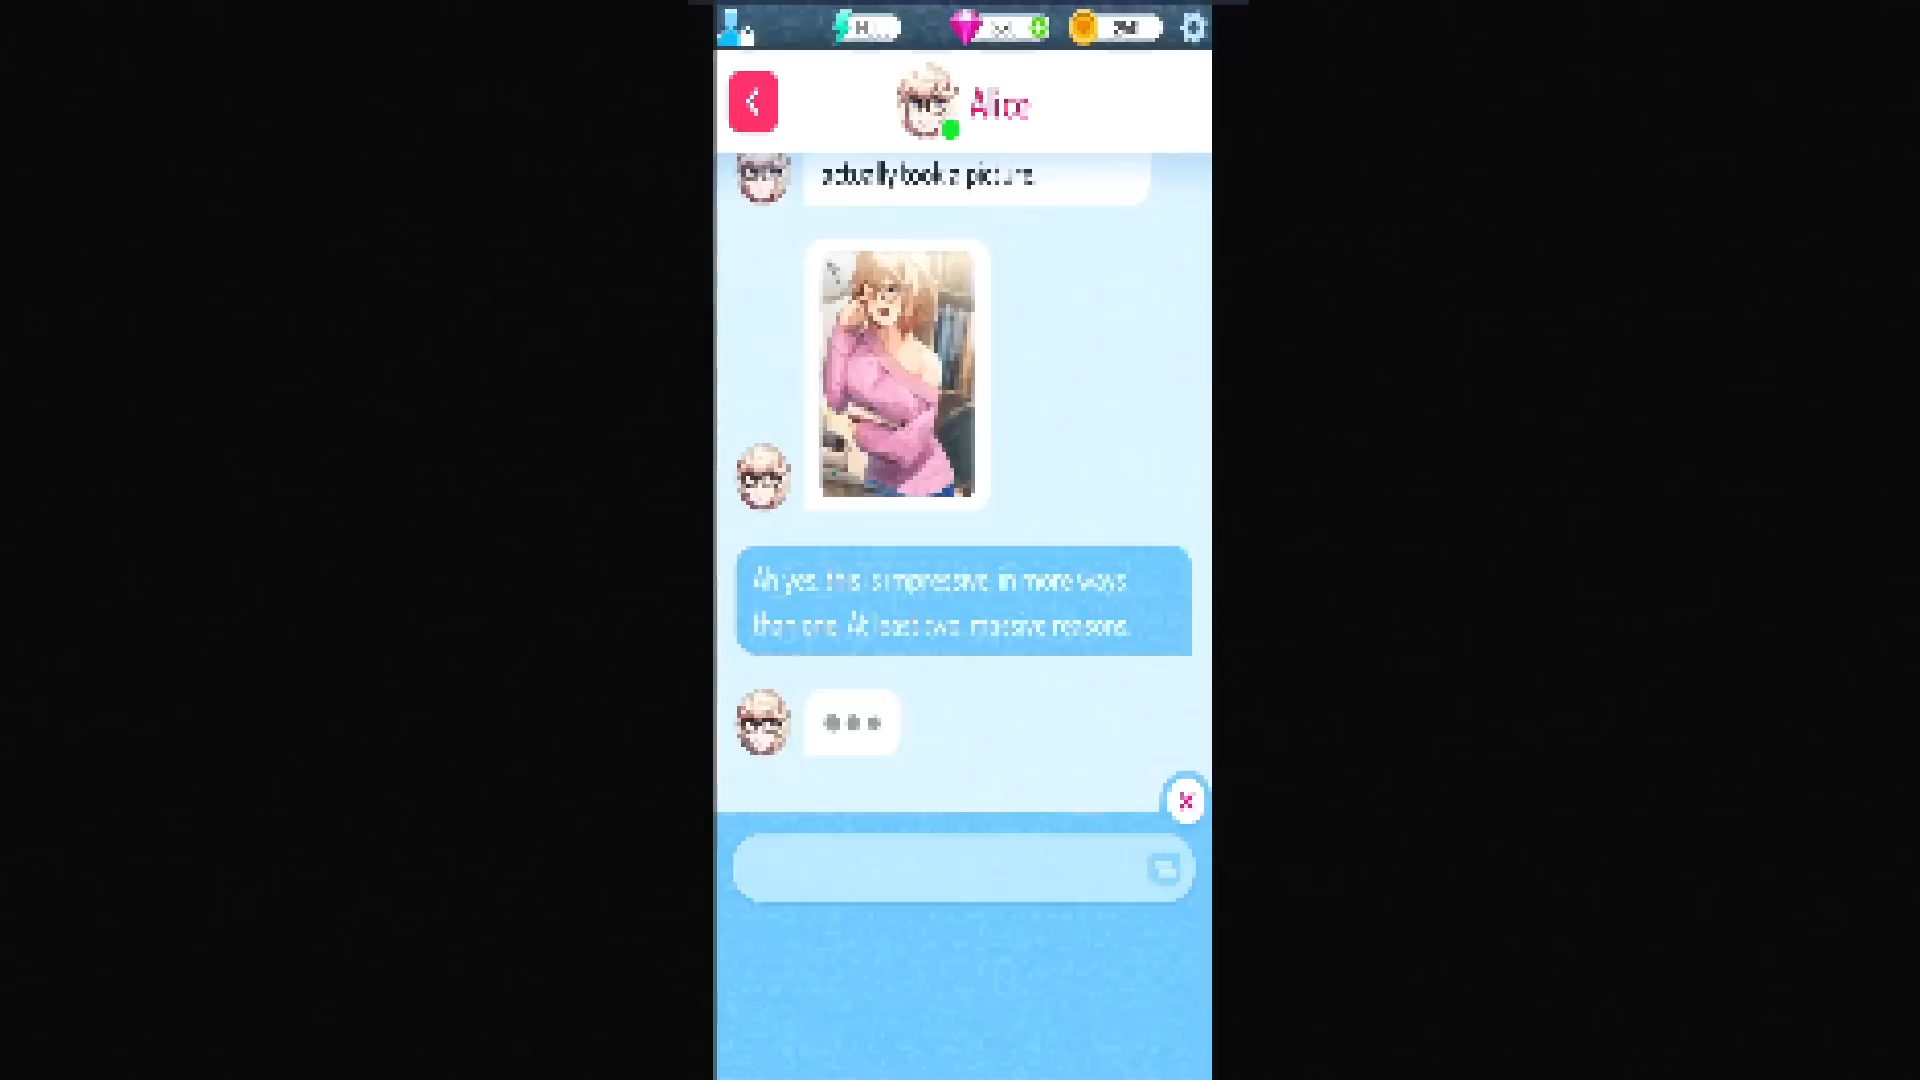 Alice
actually took a picture.
Ah yes, this is impressive in more ways
than one. At least two, massive reasons.